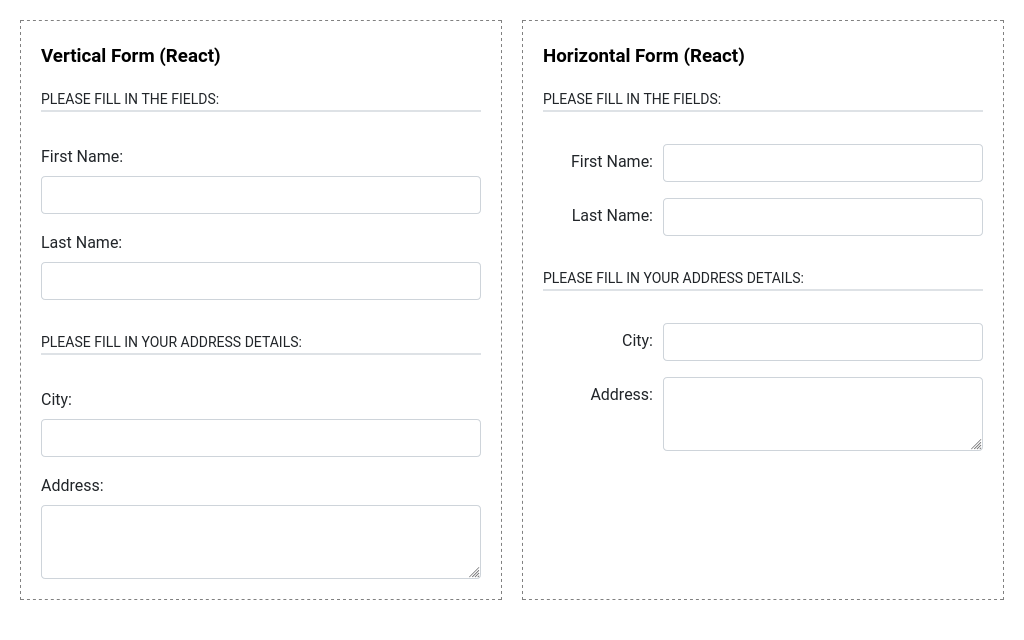 Vertical Form (React)
PLEASE FILL IN THE FIELDS:
First Name:
Last Name:
PLEASE FILL IN YOUR ADDRESS DETAILS:
City:
Address:
Horizontal Form (React)
PLEASE FILL IN THE FIELDS:
First Name:
Last Name:
PLEASE FILL IN YOUR ADDRESS DETAILS:
City:
Address: